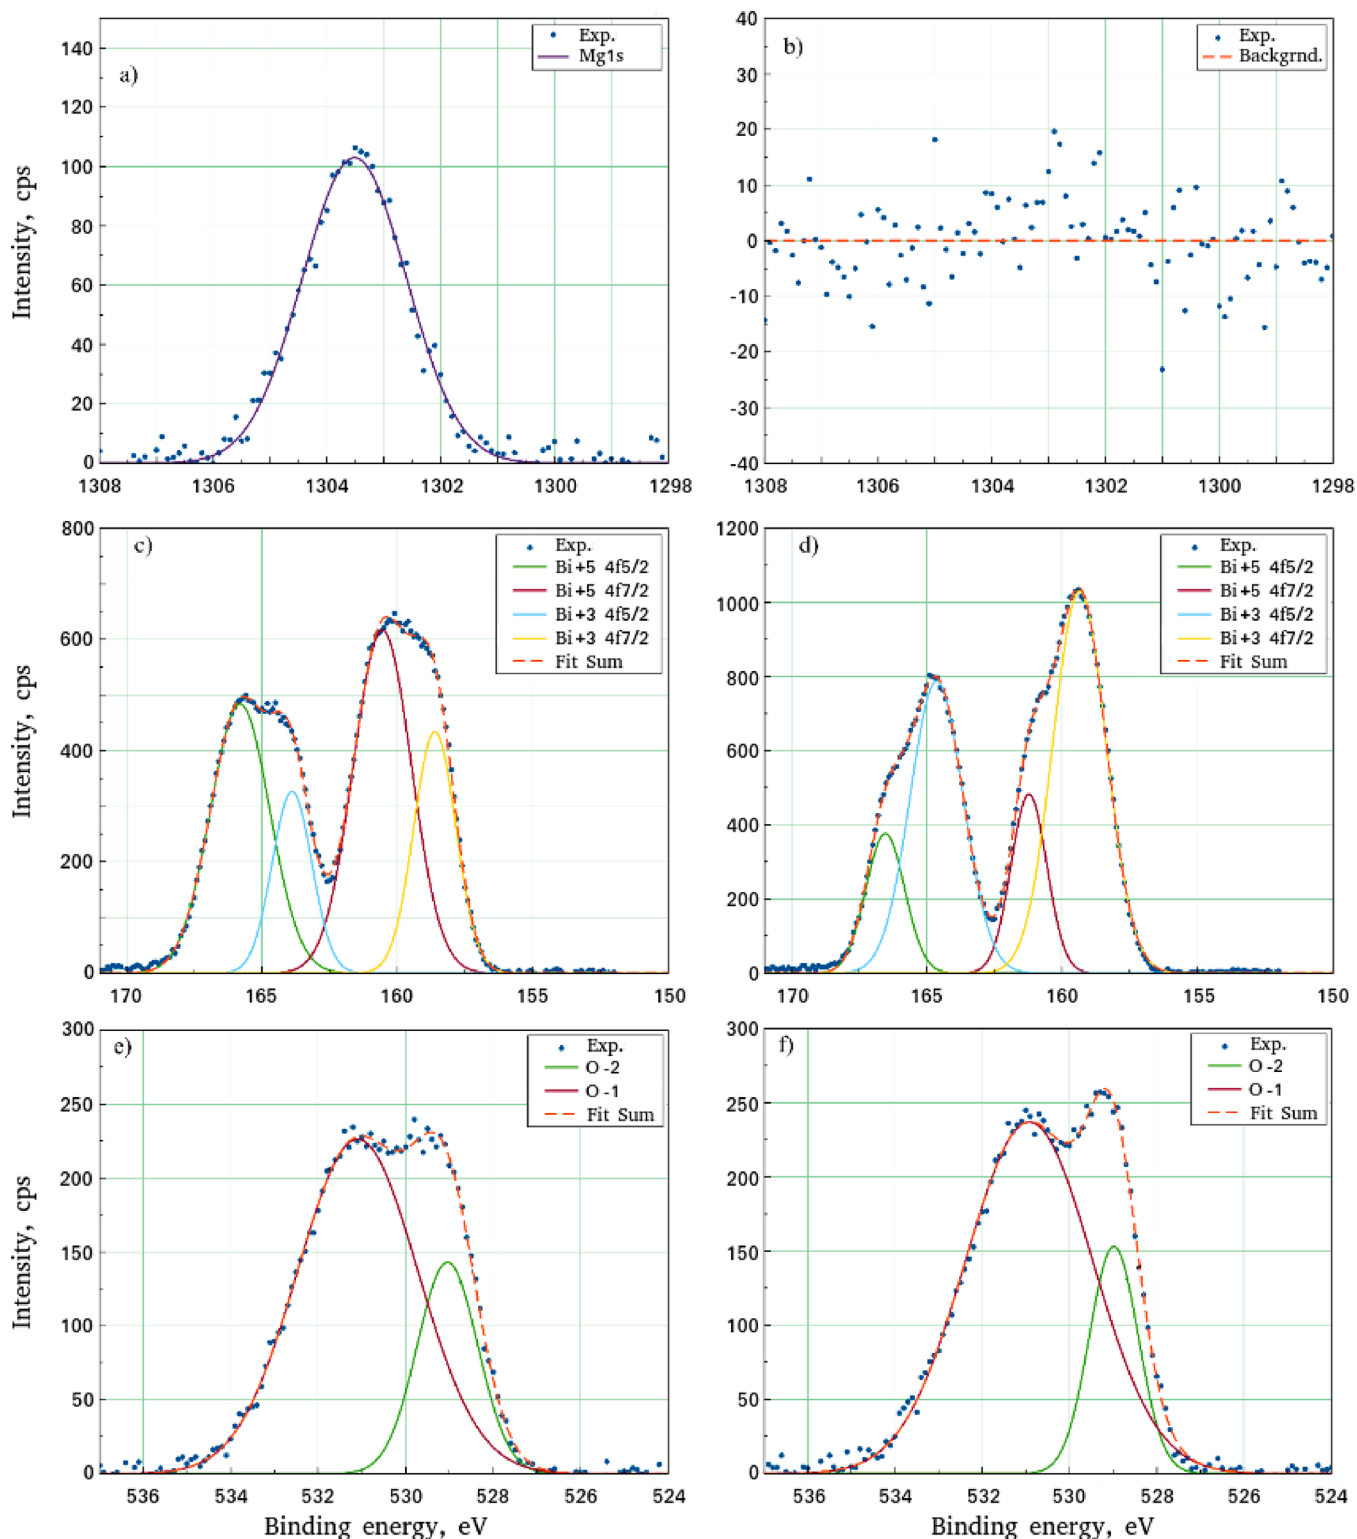 a)
Exp.
Mg1s
140
120
100
80
60
40
20
0
1308
1306
1304
1302
1300
1298
Intensity, cps
b)
Exp.
Backgrnd.
40
30
20
10
0
-10
-20
-30
-40
1308
1306
1304
1302
1300
1298
c)
Exp.
Bi+5 4f5/2
Bi+5 4f7/2
Bi+3 4f5/2
Bi+3 4f7/2
Fit Sum
800
600
400
200
0
170
165
160
155
150
Intensity, cps
d)
Exp.
Bi+5 4f5/2
Bi+5 4f7/2
Bi+3 4f5/2
Bi+3 4f7/2
Fit Sum
1200
1000
800
600
400
200
0
170
165
160
155
150
e)
Exp.
O -2
O -1
Fit Sum
300
250
200
150
100
50
0
536
534
532
530
528
526
524
Intensity, cps
Binding energy, eV
f)
Exp.
O -2
O -1
Fit Sum
300
250
200
150
100
50
0
536
534
532
530
528
526
524
Binding energy, eV